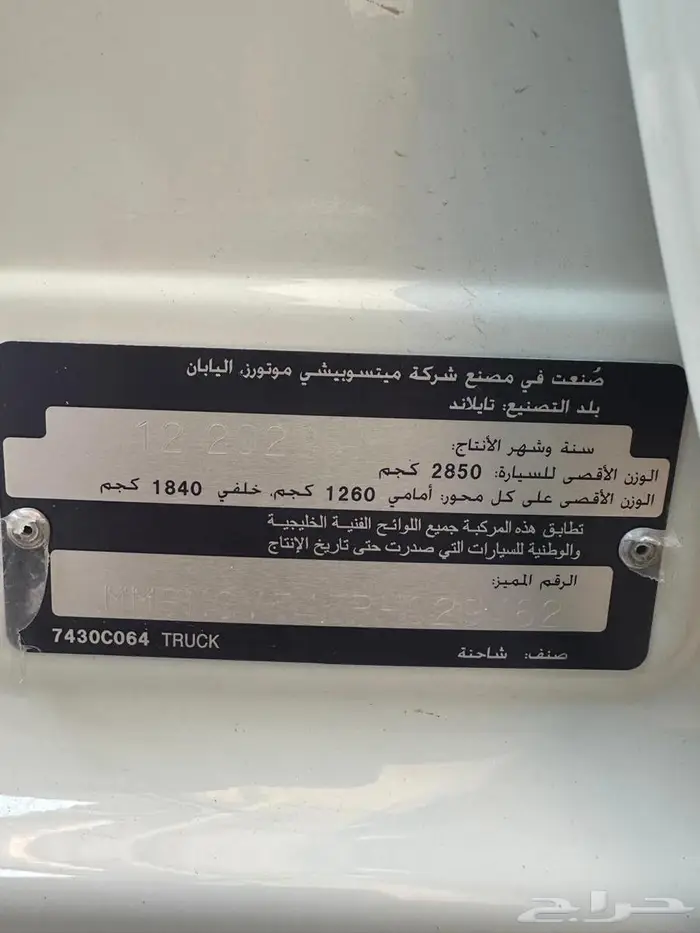 صُنعت في مصنع شركة ميتسوبيشي موتورز، اليابان
بلد التصنيع: تايلاند
سنة وشهر الأنتاج:
الوزن الأقصى للسيارة: 2850 كجم
الوزن الأقصى على كل محور: أمامي 1260 كجم، خلفي 1840 كجم
تطابق هذه المركبة جميع اللوائح الفنية الخليجية
والوطنية للسيارات التي صدرت حتى تاريخ الإنتاج
الرقم المميز:
7430C064 TRUCK
صنف: شاحنة
حراج